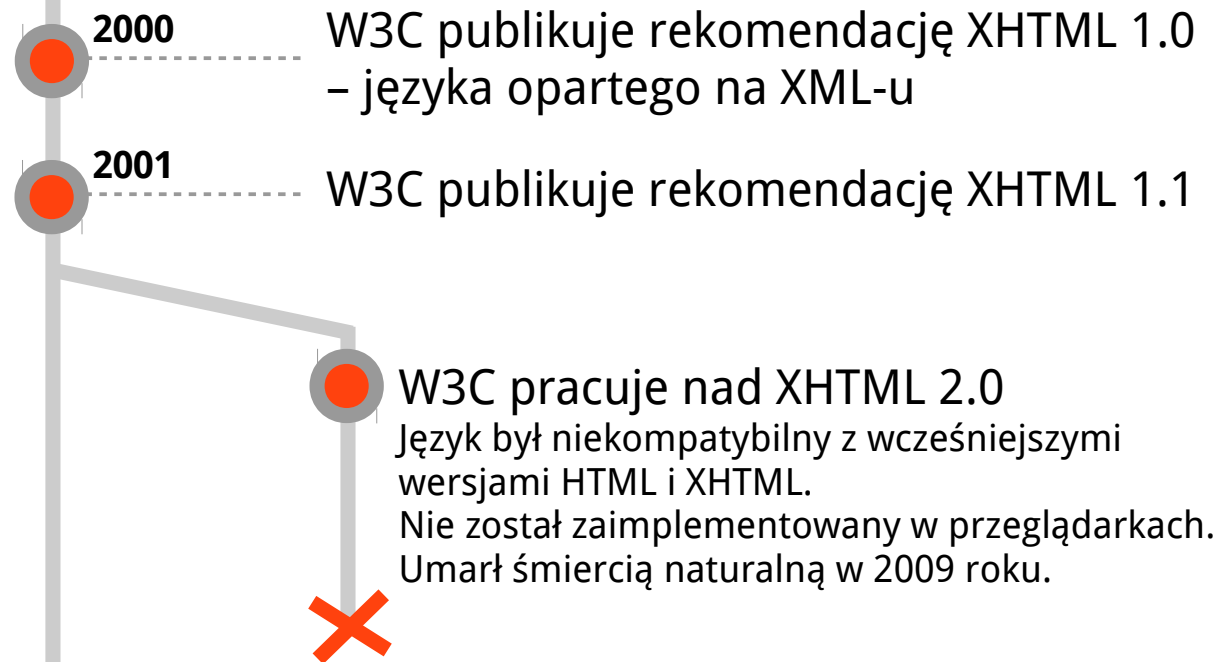 2000
W3C publikuje rekomendację XHTML 1.0
– języka opartego na XML-u
2001
W3C publikuje rekomendację XHTML 1.1
W3C pracuje nad XHTML 2.0
Język był niekompatybilny z wcześniejszymi
wersjami HTML i XHTML.
Nie został zaimplementowany w przeglądarkach.
Umarł śmiercią naturalną w 2009 roku.